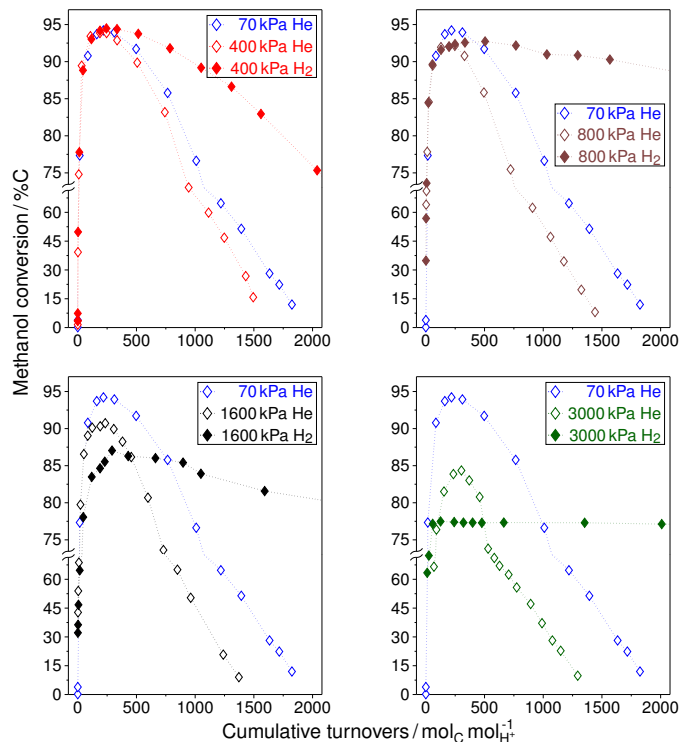 Methanol conversion / %C
95
90
85
80
75
60
45
30
15
0
0 500 1000 1500 2000
70 kPa He
400 kPa He
400 kPa H₂
95
90
85
80
75
60
45
30
15
0
0 500 1000 1500 2000
70 kPa He
800 kPa He
800 kPa H₂
95
90
85
80
75
60
45
30
15
0
0 500 1000 1500 2000
70 kPa He
1600 kPa He
1600 kPa H₂
95
90
85
80
75
60
45
30
15
0
0 500 1000 1500 2000
70 kPa He
3000 kPa He
3000 kPa H₂
Cumulative turnovers / mol_C mol_H⁺^-1